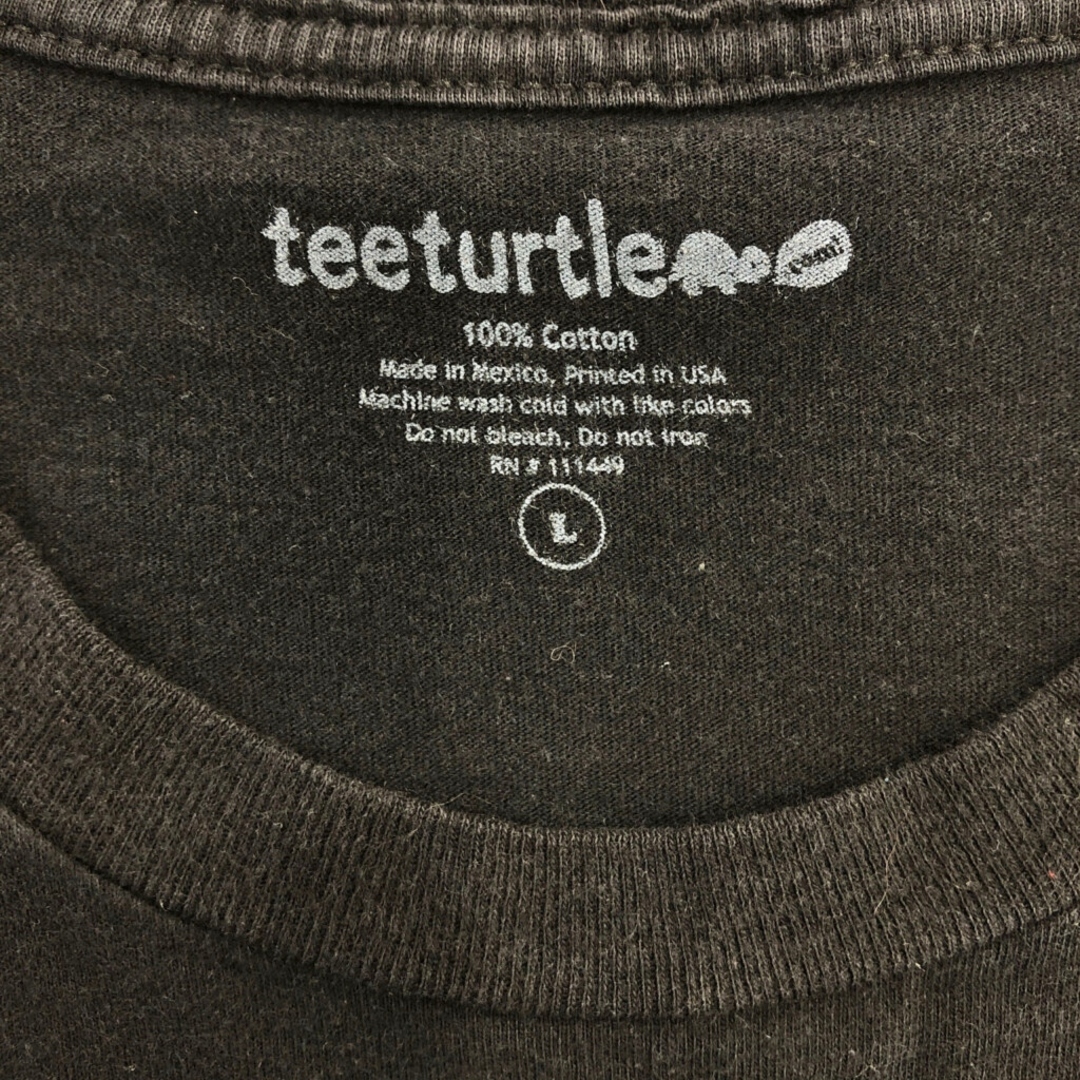 teeturtle .com!
100% Cotton
Made in Mexico, Printed in USA
Machine wash cold with like colors
Do not bleach, Do not iron
RN # 111449
L